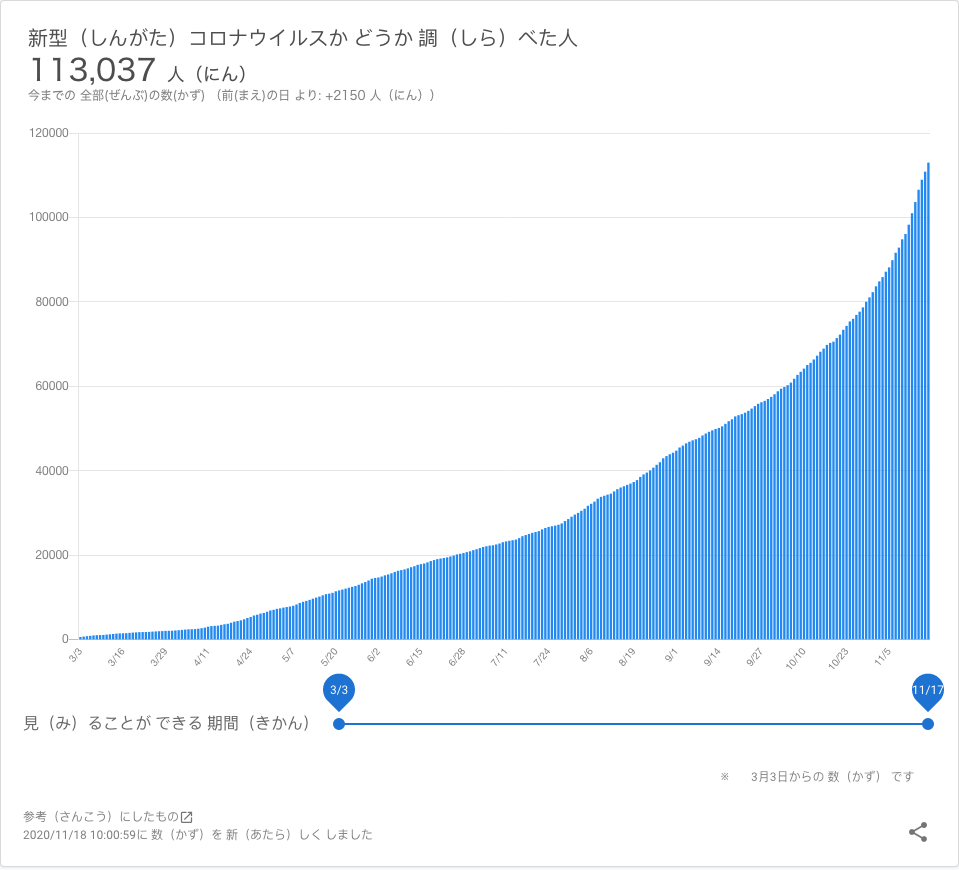 新型（しんがた）コロナウイルスか どうか 調（しら）べた人
113,037 人（にん）
今までの 全部(ぜんぶ)の数(かず) （前(まえ)の日 より: +2150 人（にん））
120000
100000
80000
60000
40000
20000
0
3/3 3/16 3/29 4/11 4/24 5/7 5/20 6/2 6/15 6/28 7/11 7/24 8/6 8/19 9/1 9/14 9/27 10/10 10/23 11/5
3/3 11/17
見（み）ることが できる 期間（きかん）
※ 3月3日からの 数（かず） です
参考（さんこう）にしたもの
2020/11/18 10:00:59に 数（かず）を 新（あたら）しく しました